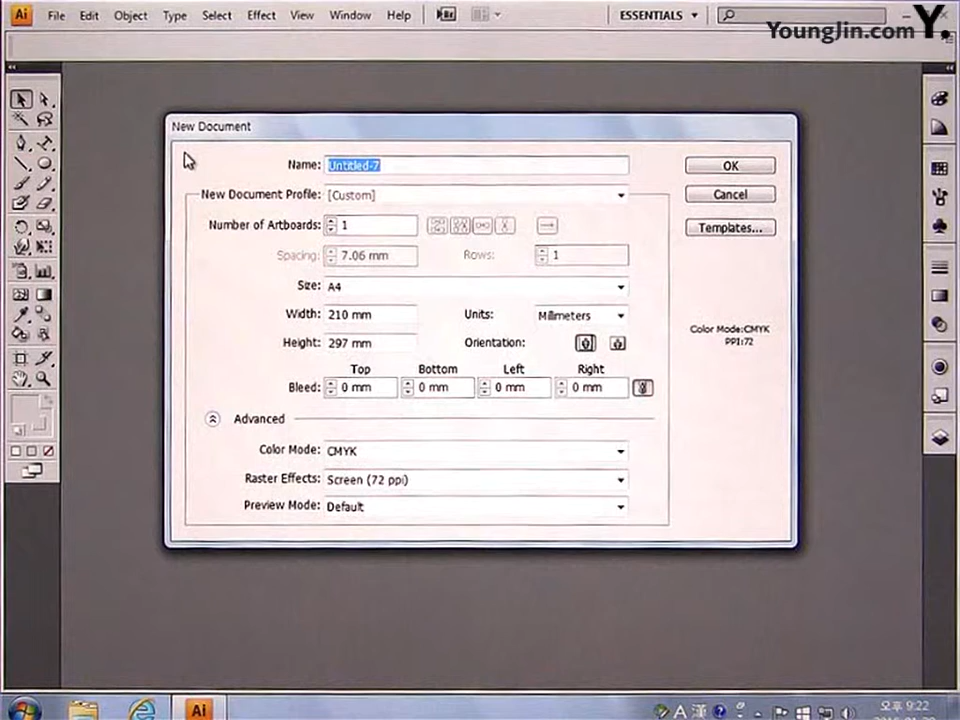 Ai File Edit Object Type Select Effect View Window Help Br ESSENTIALS
YoungJin.com Y.
New Document
Name: Untitled-7 OK
New Document Profile: [Custom] Cancel
Number of Artboards: 1 Templates...
Spacing: 7.06 mm Rows: 1
Size: A4
Width: 210 mm Units: Millimeters
Height: 297 mm Orientation:
Color Mode:CMYK
PPI:72
Top Bottom Left Right
Bleed: 0 mm 0 mm 0 mm 0 mm
Advanced
Color Mode: CMYK
Raster Effects: Screen (72 ppi)
Preview Mode: Default
Ai A 漢 ? 오후 9:22